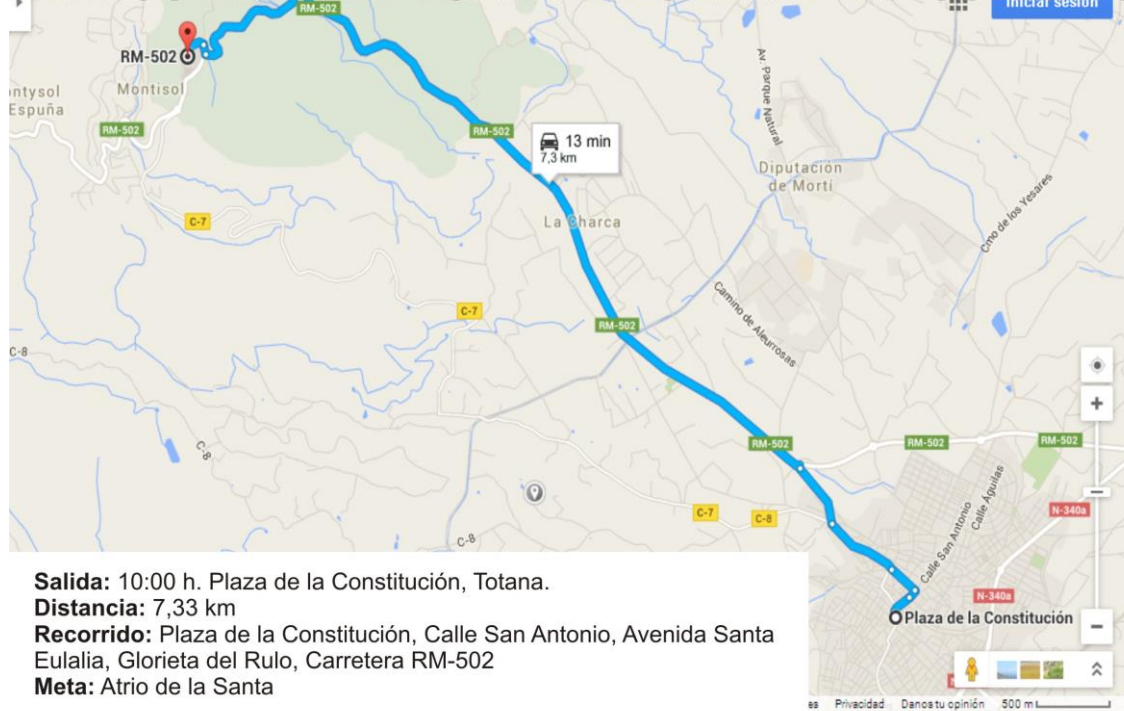 Iniciar sesión
RM-502
RM-502
Montisol
ntysol
Espuña
RM-502
RM-502
13 min
7,3 km
Av. Parque Natural
Diputación
de Mortí
La Charca
C-7
Cmo de los Yesares
C-7
RM-502
Camino de Aleurrosas
C-8
C-8
RM-502
RM-502
RM-502
C-7
C-8
C-8
N-340a
Calle San Antonio
Calle Águilas
N-340a
Plaza de la Constitución
Salida: 10:00 h. Plaza de la Constitución, Totana.
Distancia: 7,33 km
Recorrido: Plaza de la Constitución, Calle San Antonio, Avenida Santa
Eulalia, Glorieta del Rulo, Carretera RM-502
Meta: Atrio de la Santa
es Privacidad Danos tu opinión 500 m